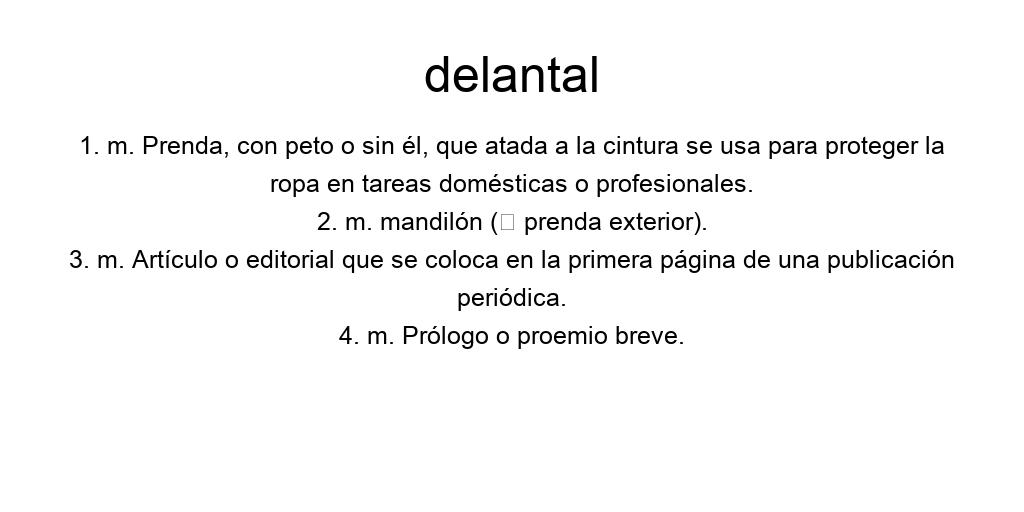 delantal
1. m. Prenda, con peto o sin él, que atada a la cintura se usa para proteger la
ropa en tareas domésticas o profesionales.
2. m. mandilón (□ prenda exterior).
3. m. Artículo o editorial que se coloca en la primera página de una publicación
periódica.
4. m. Prólogo o proemio breve.